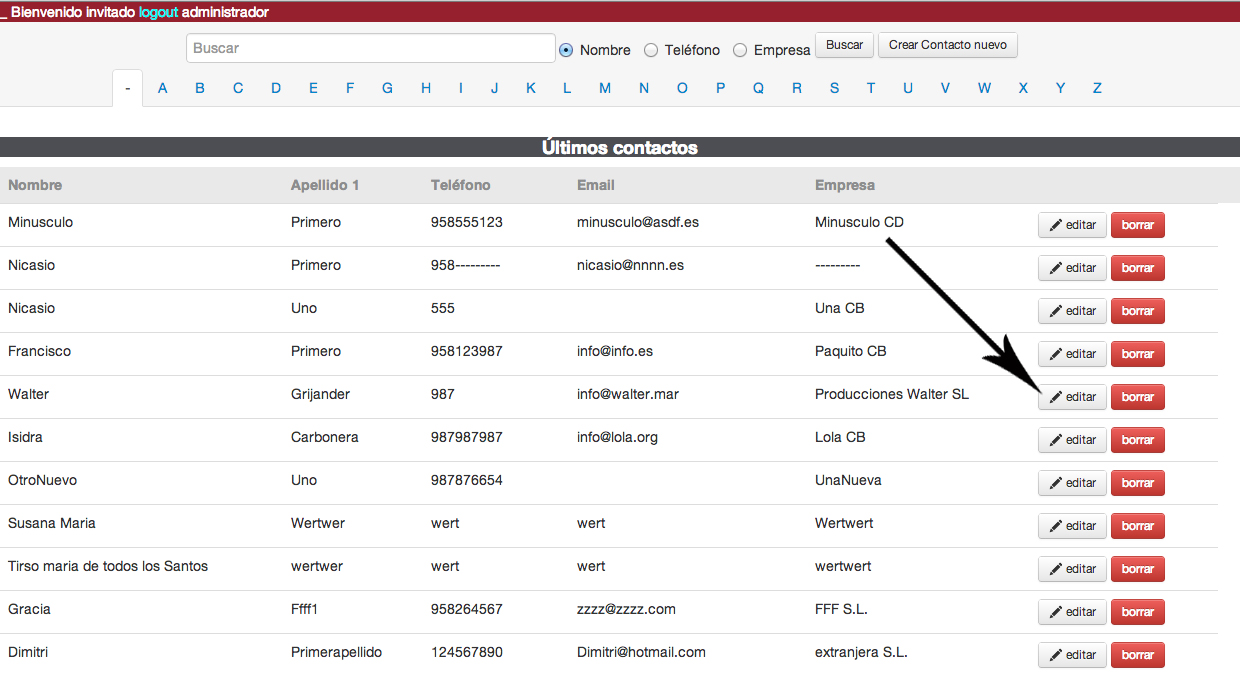 _ Bienvenido invitado logout administrador
Buscar Nombre Teléfono Empresa Buscar Crear Contacto nuevo
- A B C D E F G H I J K L M N O P Q R S T U V W X Y Z
Últimos contactos
Nombre Apellido 1 Teléfono Email Empresa
Minusculo Primero 958555123 minusculo@asdf.es Minusculo CD editar borrar
Nicasio Primero 958--------- nicasio@nnnn.es --------- editar borrar
Nicasio Uno 555 Una CB editar borrar
Francisco Primero 958123987 info@info.es Paquito CB editar borrar
Walter Grijander 987 info@walter.mar Producciones Walter SL editar borrar
Isidra Carbonera 987987987 info@lola.org Lola CB editar borrar
OtroNuevo Uno 987876654 UnaNueva editar borrar
Susana Maria Wertwer wert wert Wertwert editar borrar
Tirso maria de todos los Santos wertwer wert wert wertwert editar borrar
Gracia Ffff1 958264567 zzzz@zzzz.com FFF S.L. editar borrar
Dimitri Primerapellido 124567890 Dimitri@hotmail.com extranjera S.L. editar borrar